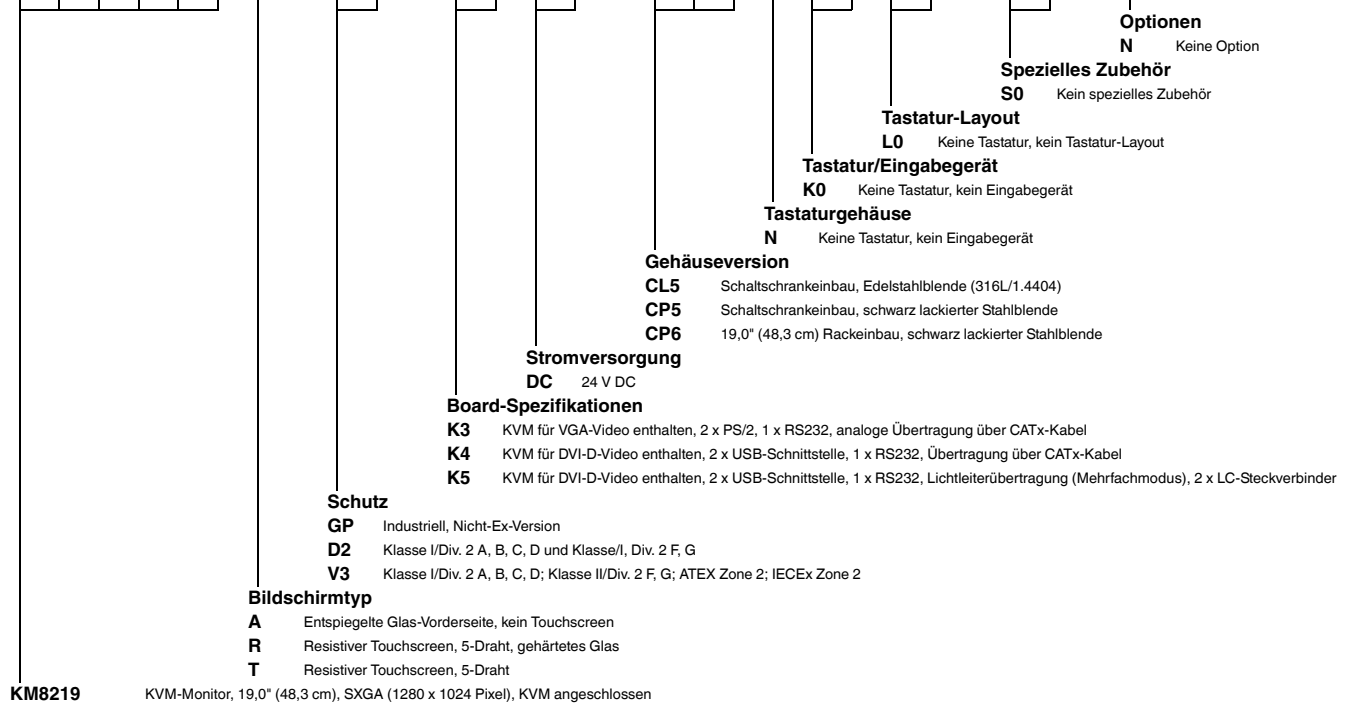 Optionen
N Keine Option
Spezielles Zubehör
S0 Kein spezielles Zubehör
Tastatur-Layout
L0 Keine Tastatur, kein Tastatur-Layout
Tastatur/Eingabegerät
K0 Keine Tastatur, kein Eingabegerät
Tastaturgehäuse
N Keine Tastatur, kein Eingabegerät
Gehäuseversion
CL5 Schaltschrankeinbau, Edelstahlblende (316L/1.4404)
CP5 Schaltschrankeinbau, schwarz lackierter Stahlblende
CP6 19,0" (48,3 cm) Rackeinbau, schwarz lackierter Stahlblende
Stromversorgung
DC 24 V DC
Board-Spezifikationen
K3 KVM für VGA-Video enthalten, 2 x PS/2, 1 x RS232, analoge Übertragung über CATx-Kabel
K4 KVM für DVI-D-Video enthalten, 2 x USB-Schnittstelle, 1 x RS232, Übertragung über CATx-Kabel
K5 KVM für DVI-D-Video enthalten, 2 x USB-Schnittstelle, 1 x RS232, Lichtleiterübertragung (Mehrfachmodus), 2 x LC-Steckverbinder
Schutz
GP Industriell, Nicht-Ex-Version
D2 Klasse I/Div. 2 A, B, C, D und Klasse/I, Div. 2 F, G
V3 Klasse I/Div. 2 A, B, C, D; Klasse II/Div. 2 F, G; ATEX Zone 2; IECEx Zone 2
Bildschirmtyp
A Entspiegelte Glas-Vorderseite, kein Touchscreen
R Resistiver Touchscreen, 5-Draht, gehärtetes Glas
T Resistiver Touchscreen, 5-Draht
KM8219 KVM-Monitor, 19,0" (48,3 cm), SXGA (1280 x 1024 Pixel), KVM angeschlossen